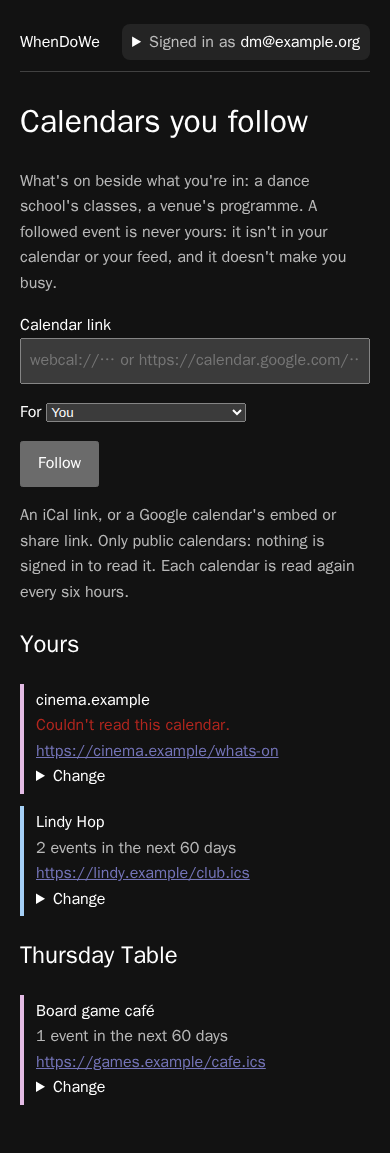 WhenDoWe
Signed in as dm@example.org
Calendars you follow
What's on beside what you're in: a dance
school's classes, a venue's programme. A
followed event is never yours: it isn't in your
calendar or your feed, and it doesn't make you
busy.
Calendar link
webcal://… or https://calendar.google.com/…
For You
Follow
An iCal link, or a Google calendar's embed or
share link. Only public calendars: nothing is
signed in to read it. Each calendar is read again
every six hours.
Yours
cinema.example
Couldn't read this calendar.
https://cinema.example/whats-on
Change
Lindy Hop
2 events in the next 60 days
https://lindy.example/club.ics
Change
Thursday Table
Board game café
1 event in the next 60 days
https://games.example/cafe.ics
Change